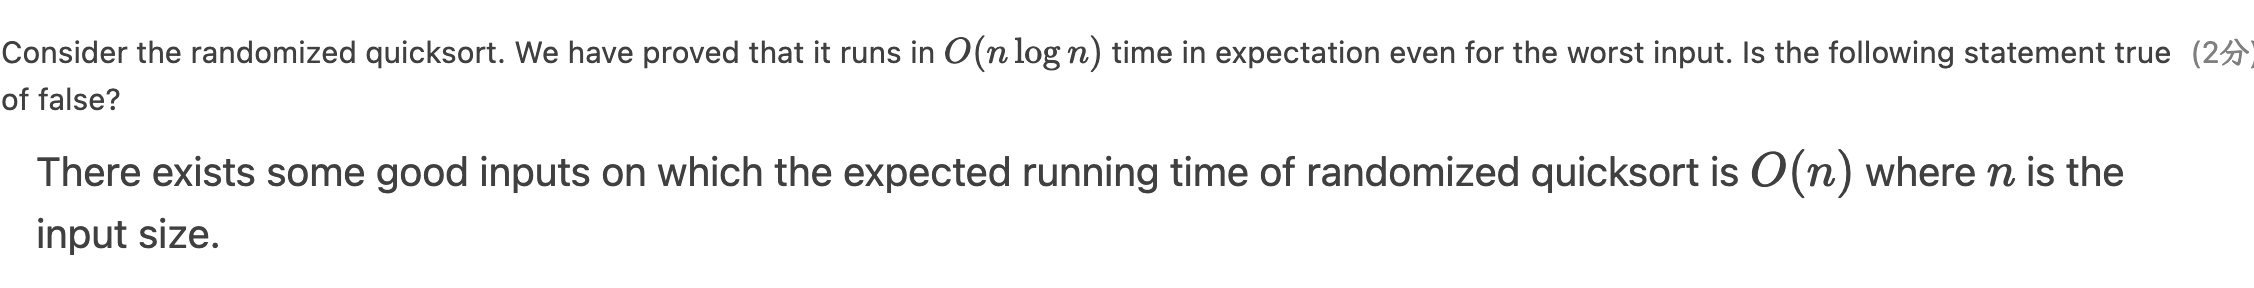 Consider the randomized quicksort. We have proved that it runs in O(n log n) time in expectation even for the worst input. Is the following statement true (2分)
of false?
There exists some good inputs on which the expected running time of randomized quicksort is O(n) where n is the
input size.